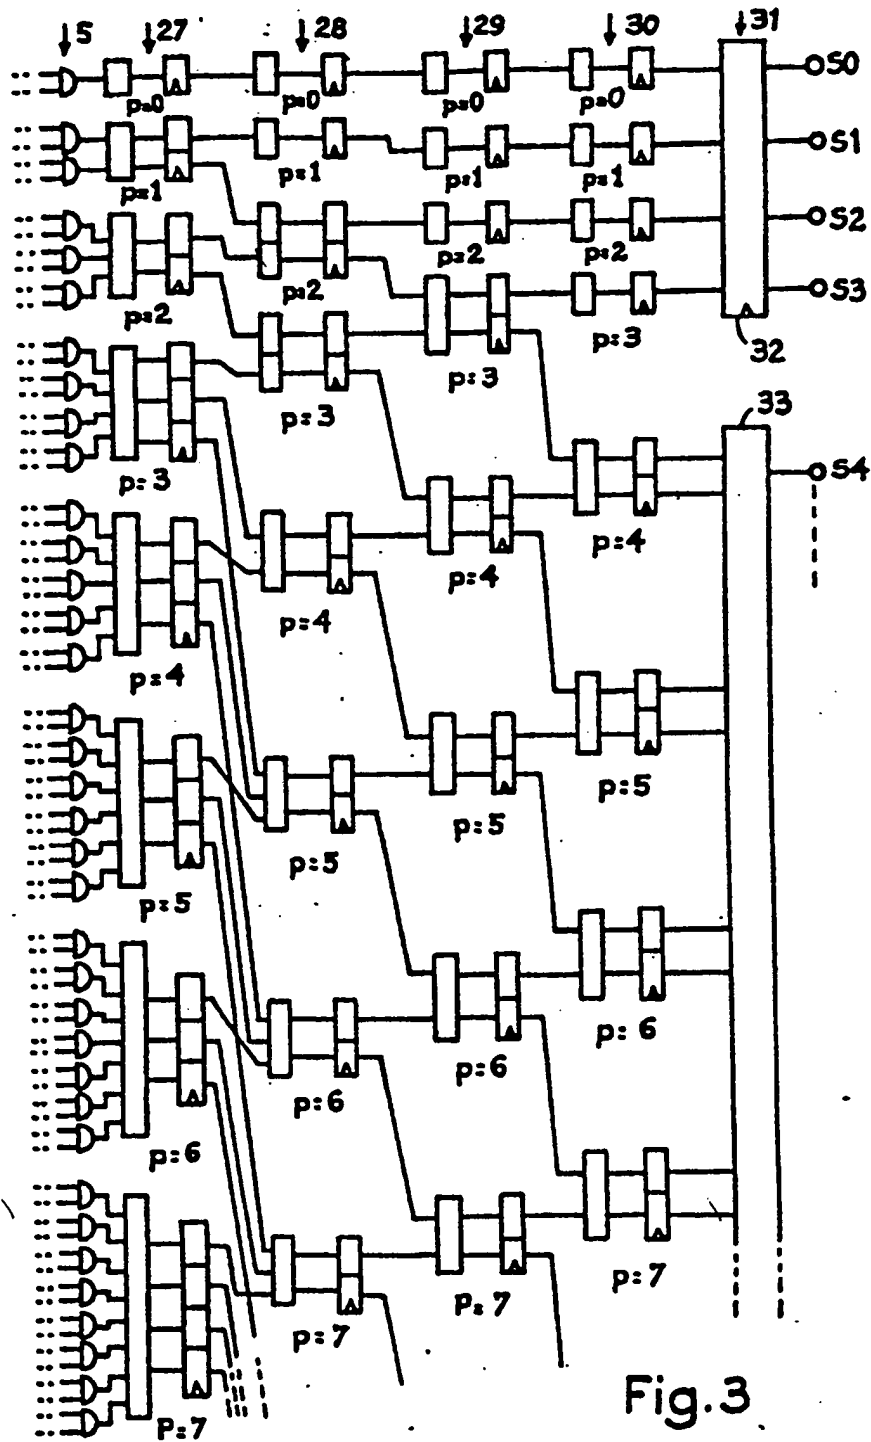 5 27 28 29 30 31
S0
p=0 p=0 p=0 p=0
S1
p=1 p=1 p=1 p=1
S2
p=2 p=2 p=2 p=2
S3
p=3 p=3 p=3 p=3
32
33
S4
p=4 p=4 p=4 p=4
p=5 p=5 p=5 p=5
p=6 p=6 p=6 p=6
P=7 p=7 P=7 p=7
Fig.3